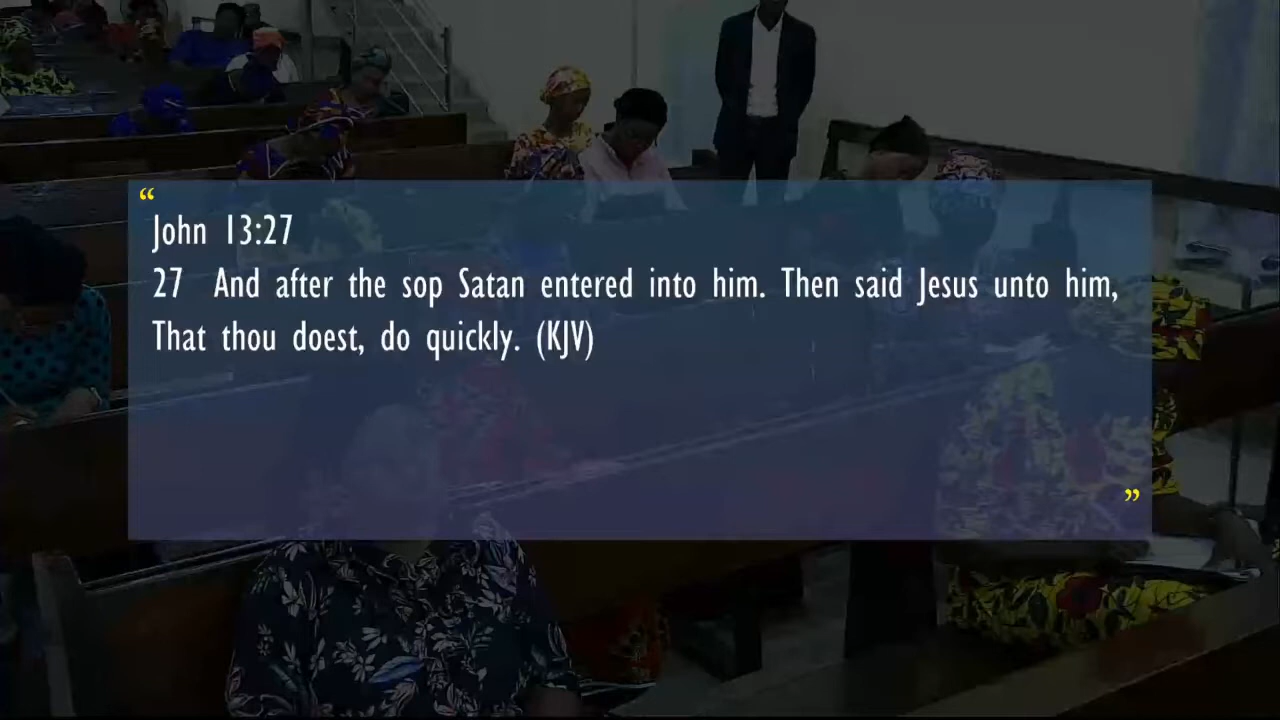 “
John 13:27
27 And after the sop Satan entered into him. Then said Jesus unto him,
That thou doest, do quickly. (KJV)
”